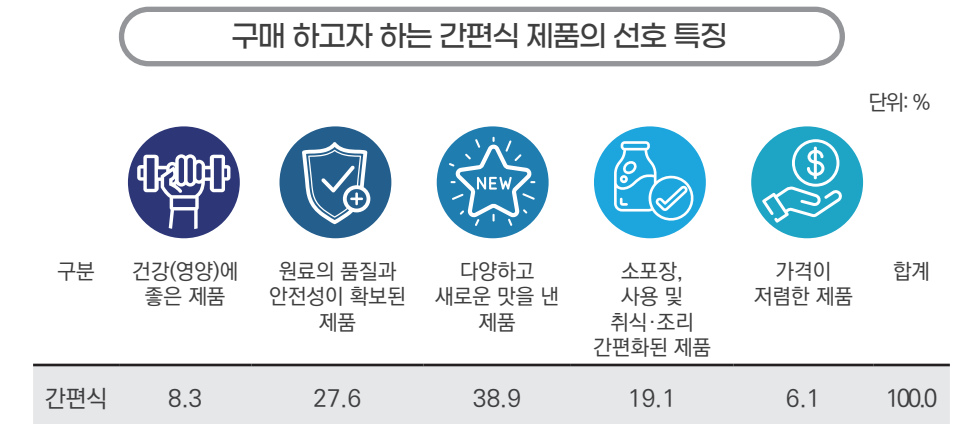 구매 하고자 하는 간편식 제품의 선호 특징
단위: %
NEW
구분
건강(영양)에
좋은 제품
원료의 품질과
안전성이 확보된
제품
다양하고
새로운 맛을 낸
제품
소포장,
사용 및
취식·조리
간편화된 제품
가격이
저렴한 제품
합계
간편식 8.3 27.6 38.9 19.1 6.1 100.0